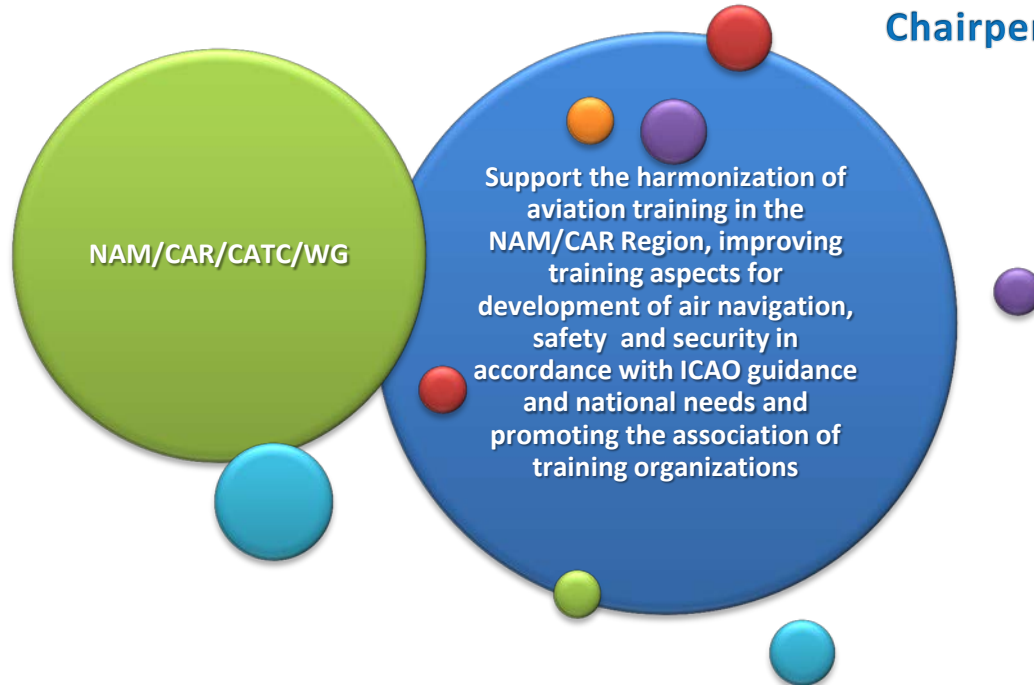 NAM/CAR/CATC/WG
Support the harmonization of
aviation training in the
NAM/CAR Region, improving
training aspects for
development of air navigation,
safety and security in
accordance with ICAO guidance
and national needs and
promoting the association of
training organizations